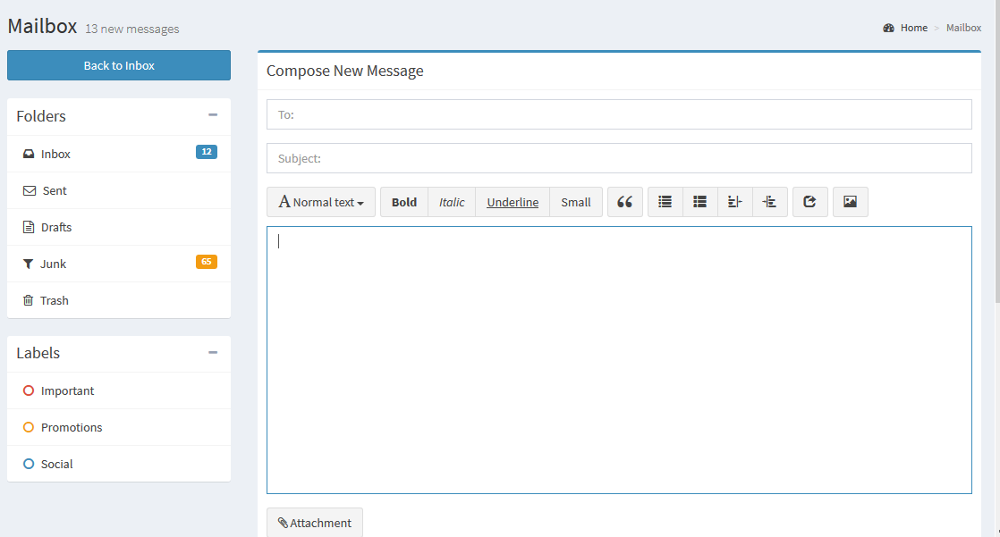 Mailbox 13 new messages
Home > Mailbox
Back to Inbox
Folders
Inbox 12
Sent
Drafts
Junk 65
Trash
Labels
Important
Promotions
Social
Compose New Message
To:
Subject:
A Normal text Bold Italic Underline Small “
Attachment